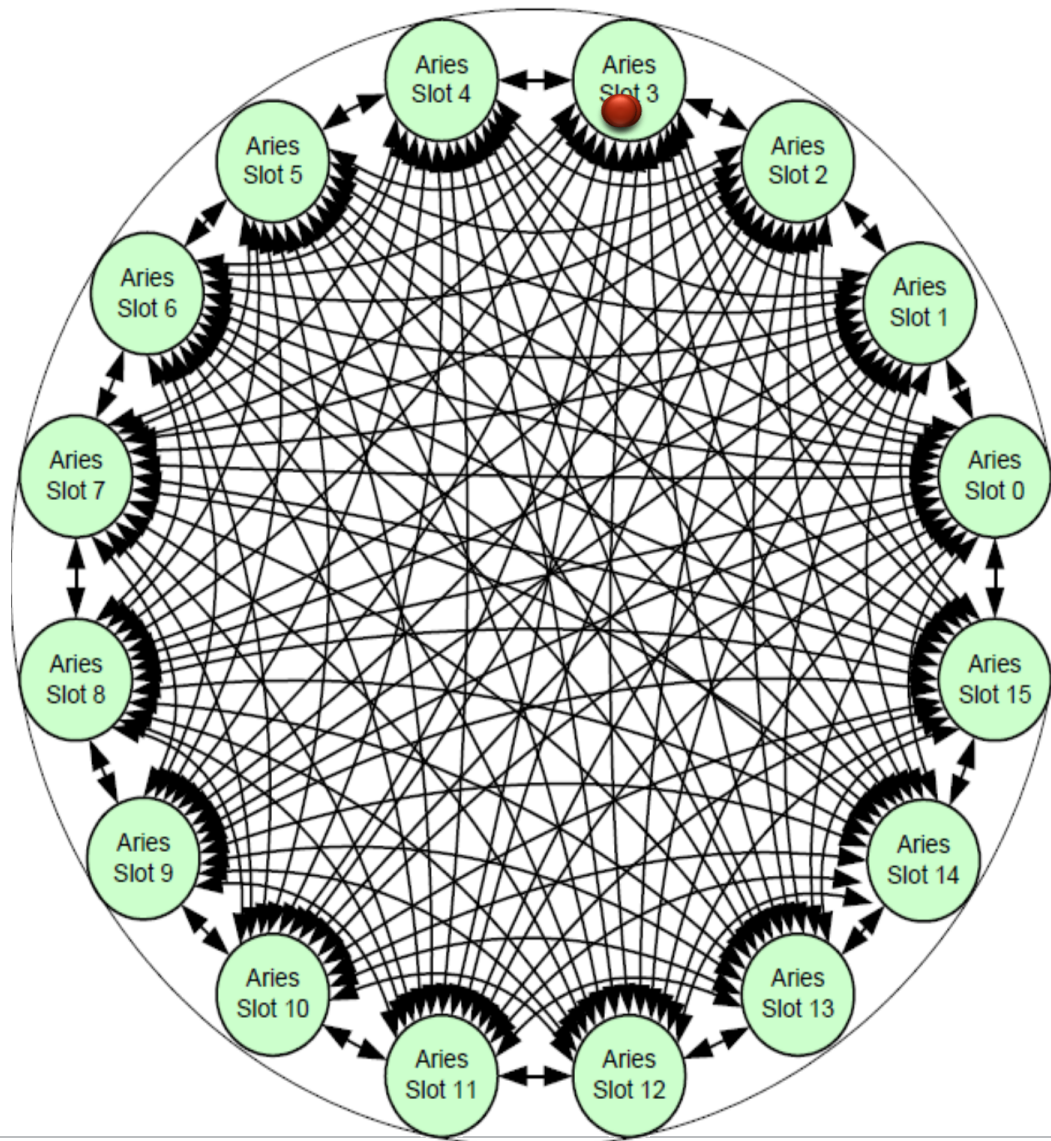 Aries
Slot 4
Aries
Slot 3
Aries
Slot 5
Aries
Slot 2
Aries
Slot 6
Aries
Slot 1
Aries
Slot 7
Aries
Slot 0
Aries
Slot 8
Aries
Slot 15
Aries
Slot 9
Aries
Slot 14
Aries
Slot 10
Aries
Slot 13
Aries
Slot 11
Aries
Slot 12